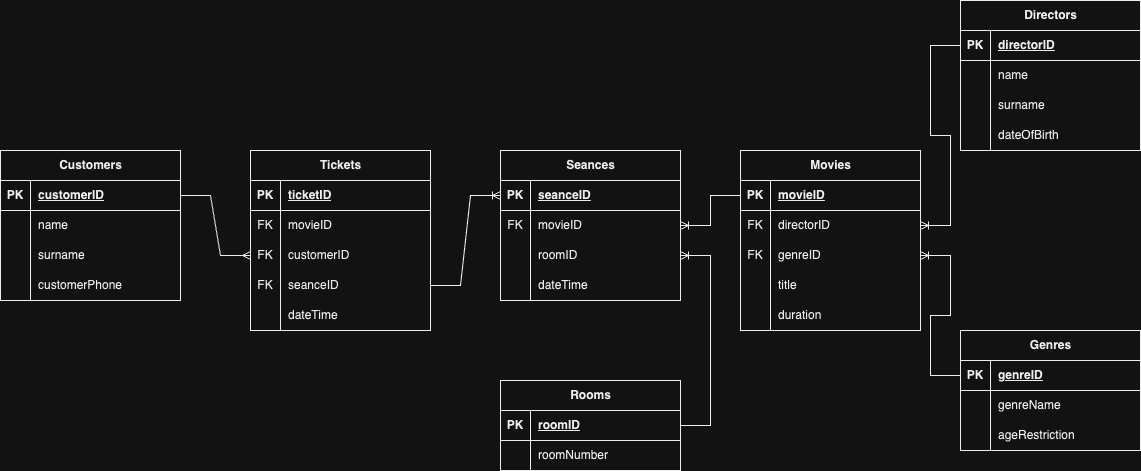 Directors
PK directorID
name
surname
dateOfBirth
Customers
PK customerID
name
surname
customerPhone
Tickets
PK ticketID
FK movieID
FK customerID
FK seanceID
dateTime
Seances
PK seanceID
FK movieID
roomID
dateTime
Movies
PK movieID
FK directorID
FK genreID
title
duration
Rooms
PK roomID
roomNumber
Genres
PK genreID
genreName
ageRestriction